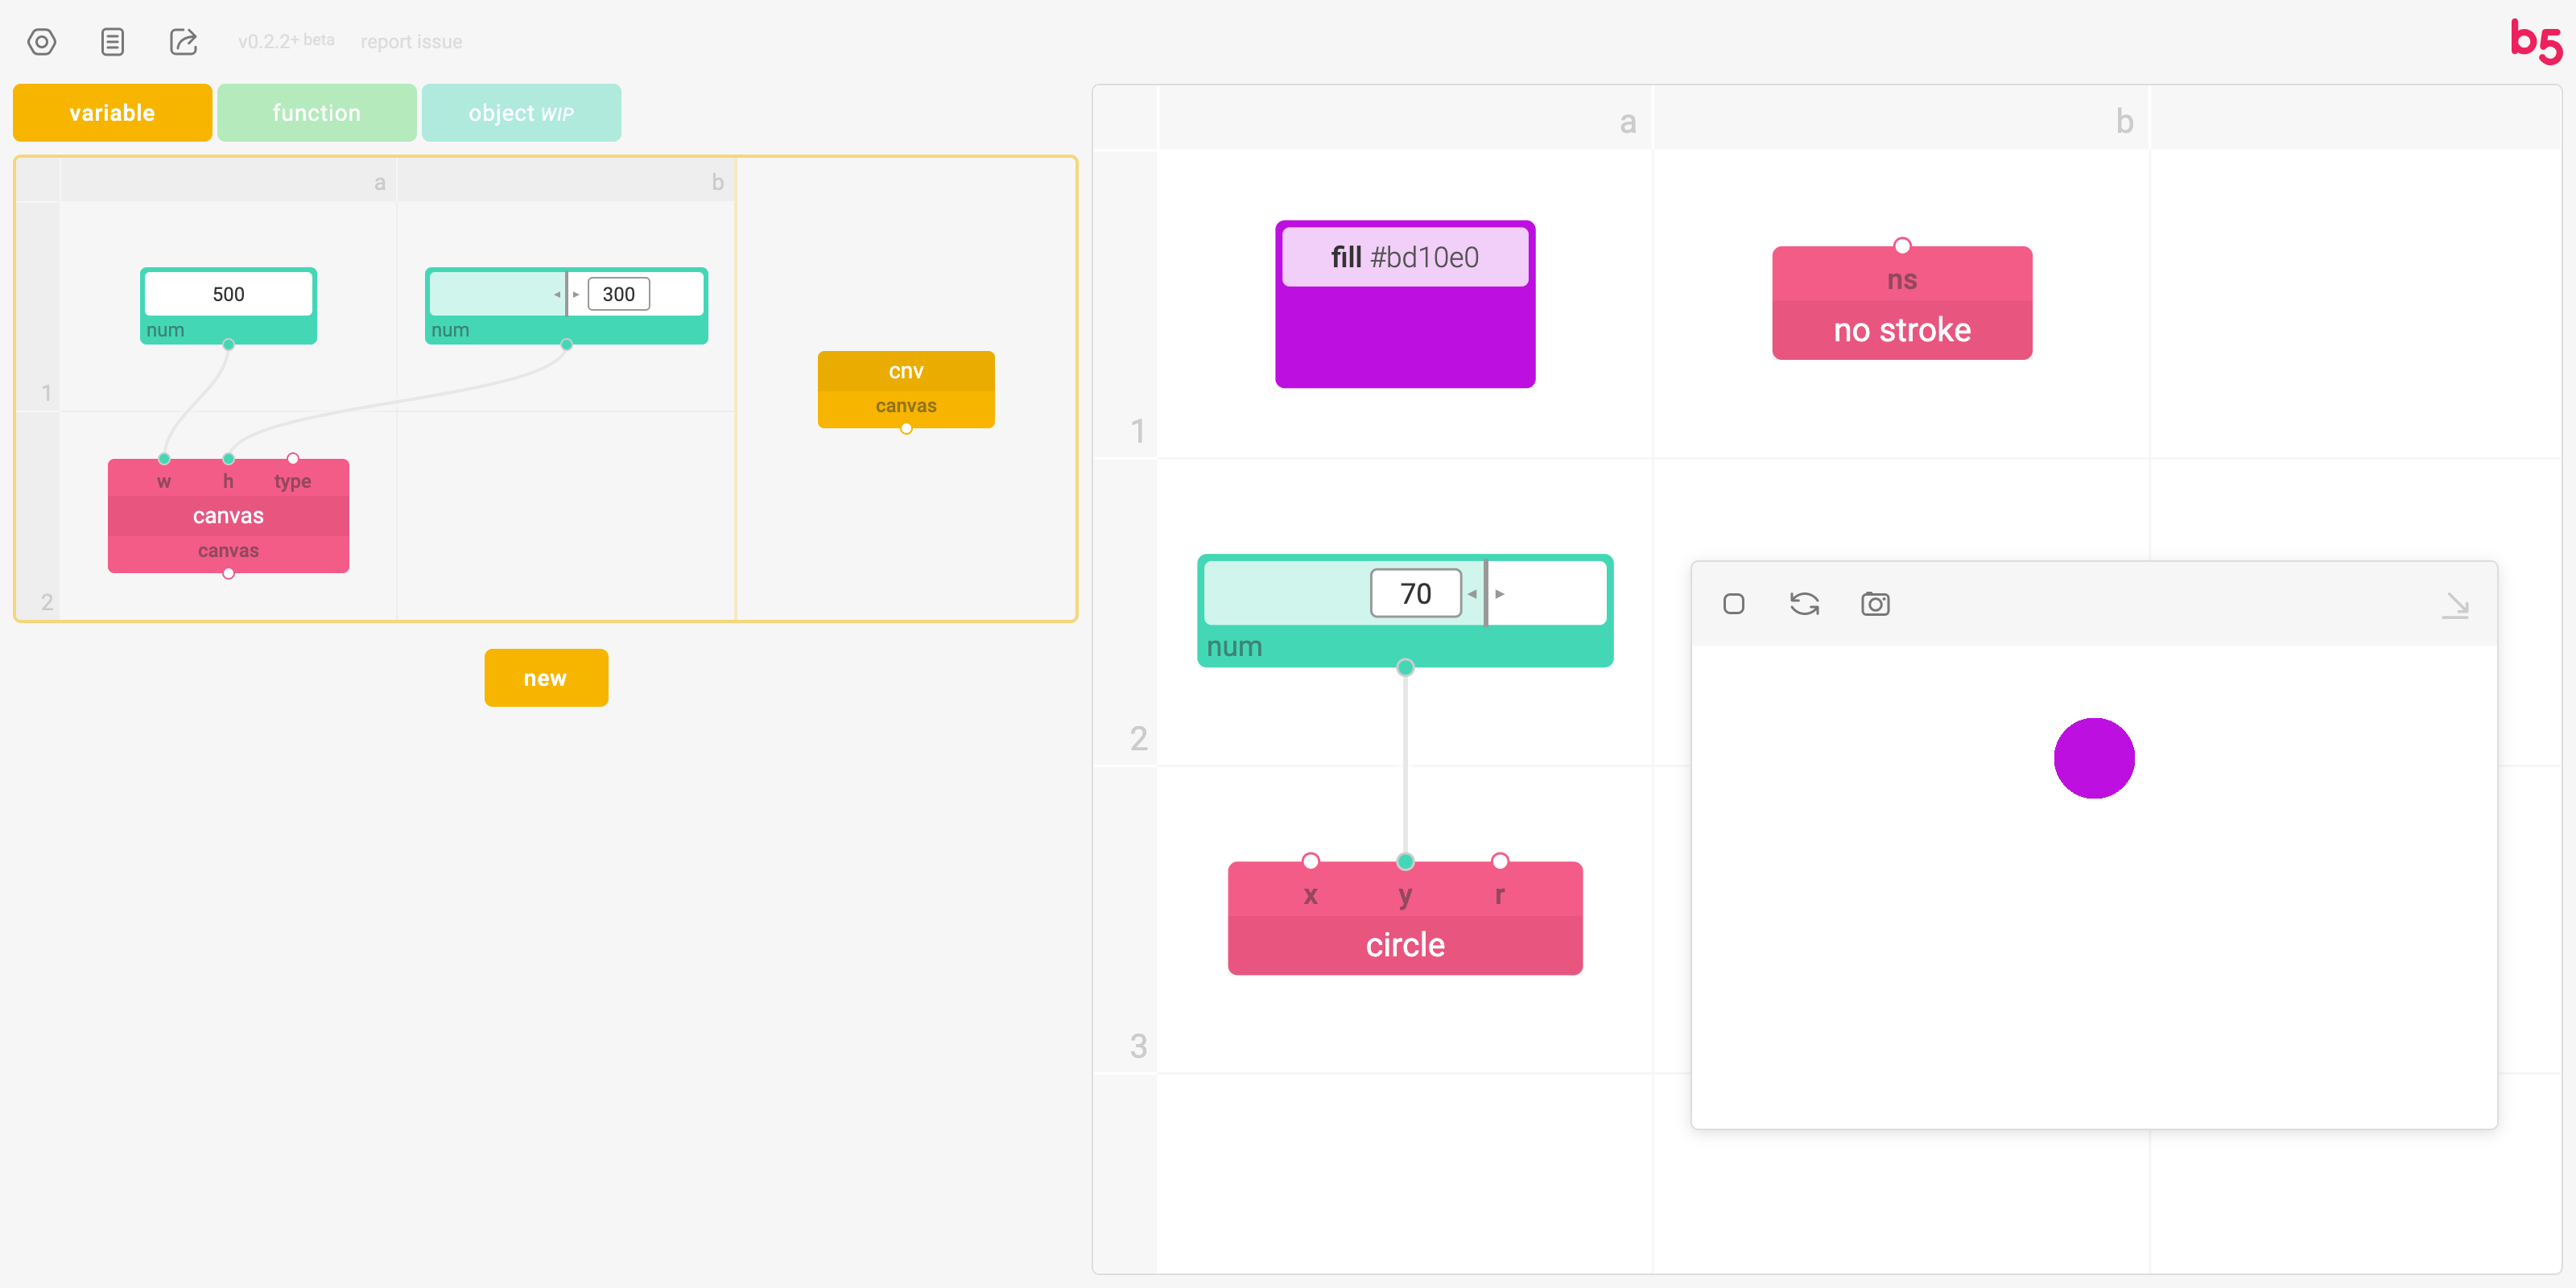 v0.2.2+ beta report issue
b5
variable function object WIP
a b
500 300
num num
1
cnv
canvas
w h type
canvas
canvas
2
new
a b
fill #bd10e0
ns
no stroke
1
70
num
2
x y r
circle
3